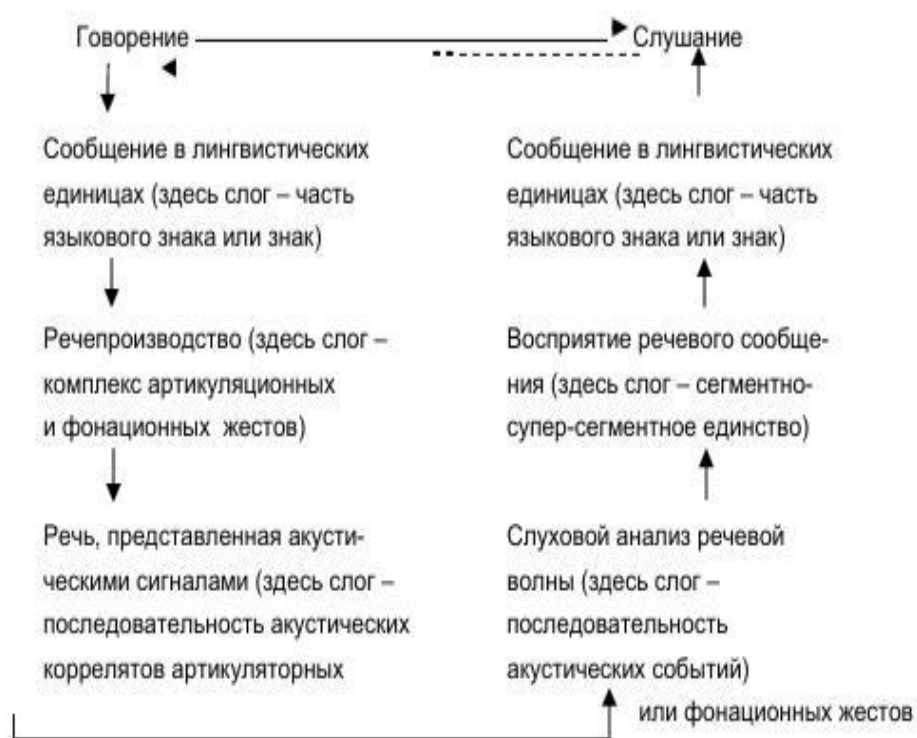 Говорение
Слушание
Сообщение в лингвистических
единицах (здесь слог – часть
языкового знака или знак)
Речепроизводство (здесь слог –
комплекс артикуляционных
и фонационных жестов)
Речь, представленная акусти-
ческими сигналами (здесь слог –
последовательность акустических
коррелятов артикуляторных
Сообщение в лингвистических
единицах (здесь слог – часть
языкового знака или знак)
Восприятие речевого сообще-
ния (здесь слог – сегментно-
супер-сегментное единство)
Слуховой анализ речевой
волны (здесь слог –
последовательность
акустических событий)
или фонационных жестов